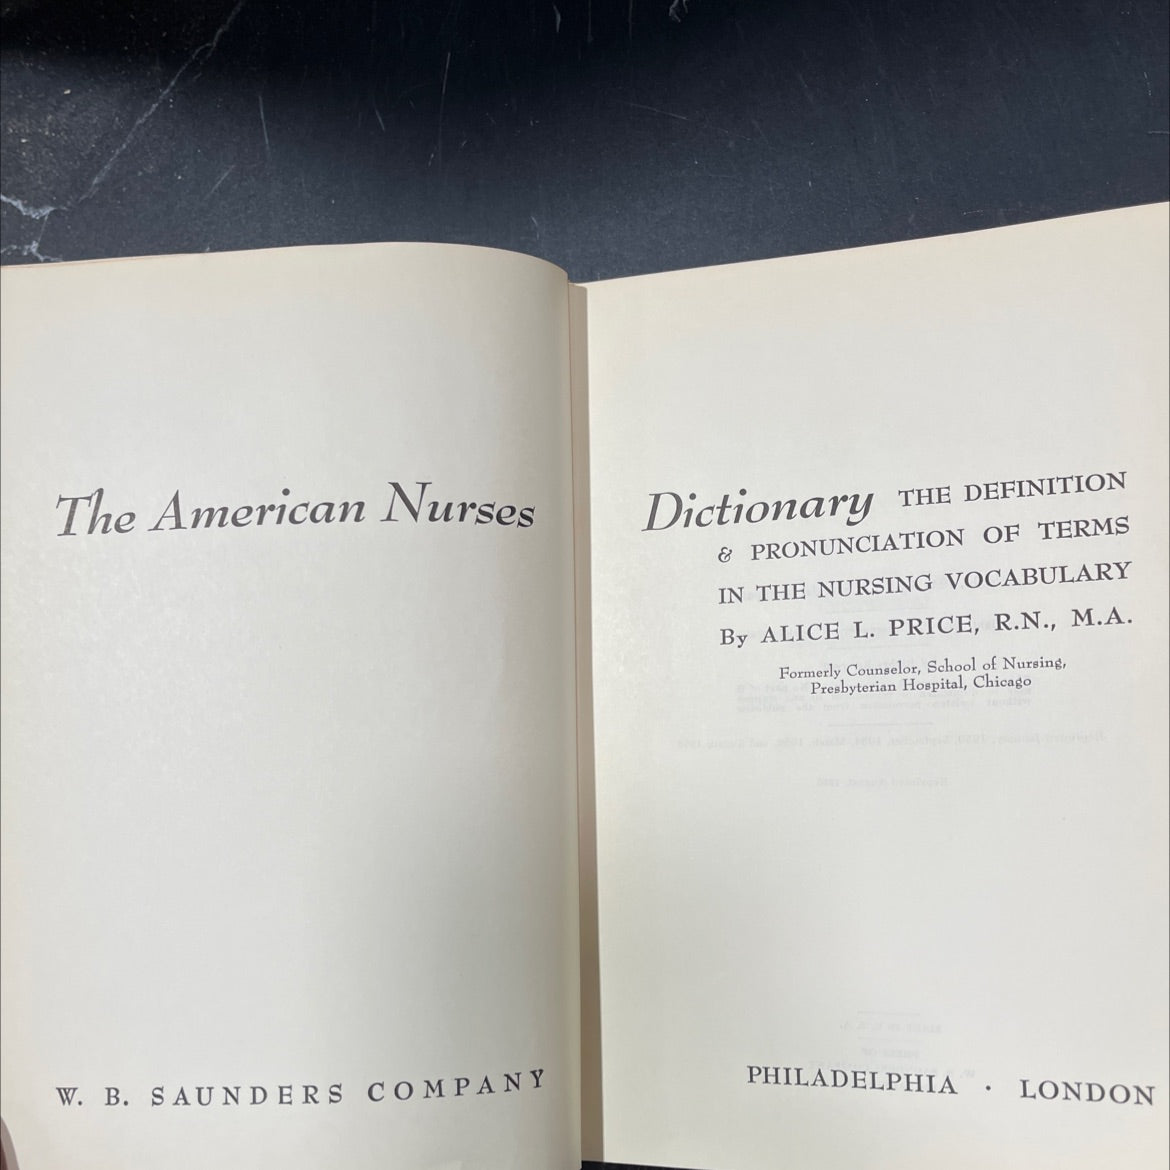 The American Nurses
W. B. SAUNDERS COMPANY
Dictionary THE DEFINITION
& PRONUNCIATION OF TERMS
IN THE NURSING VOCABULARY
By ALICE L. PRICE, R.N., M.A.
Formerly Counselor, School of Nursing,
Presbyterian Hospital, Chicago
PHILADELPHIA · LONDON